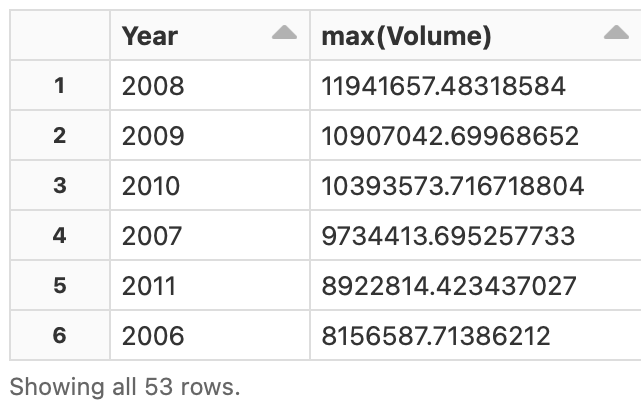 Year max(Volume)
1 2008 11941657.48318584
2 2009 10907042.69968652
3 2010 10393573.716718804
4 2007 9734413.695257733
5 2011 8922814.423437027
6 2006 8156587.71386212
Showing all 53 rows.